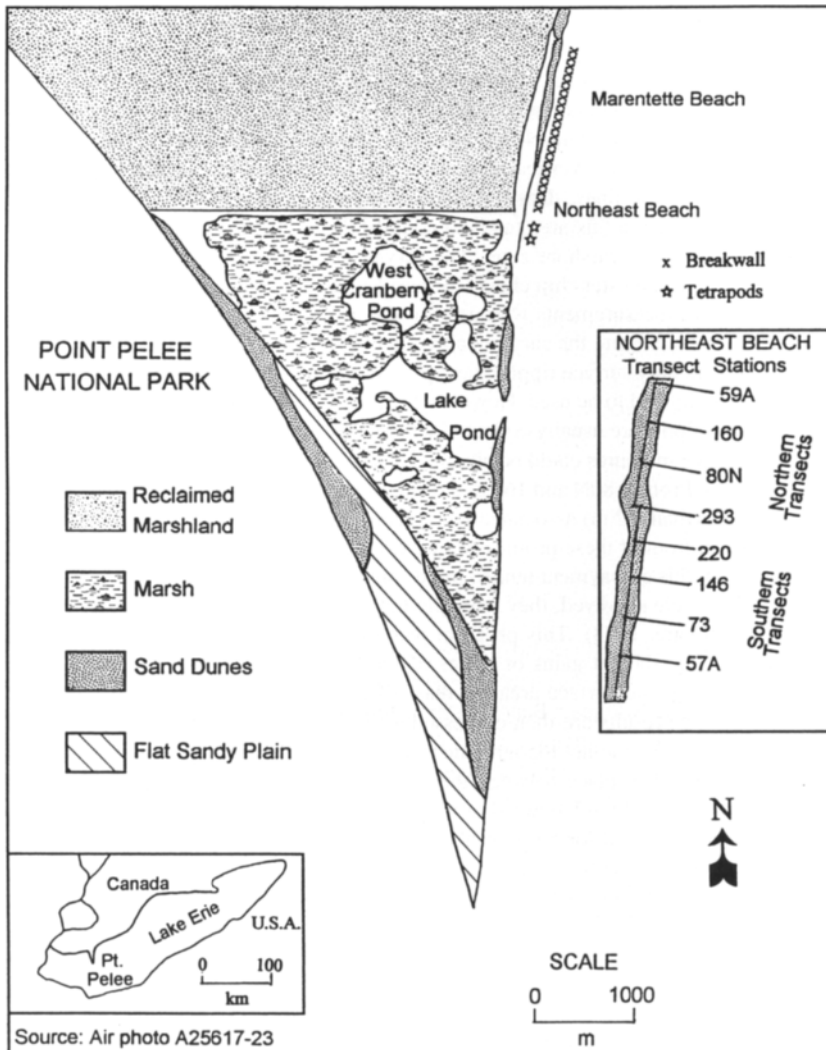 Marentette Beach
Northeast Beach
x Breakwall
☆ Tetrapods
West
Cranberry
Pond
Lake
Pond
POINT PELEE
NATIONAL PARK
NORTHEAST BEACH
Transect Stations
59A
160
80N
293
220
146
73
57A
Northern
Transects
Southern
Transects
Reclaimed
Marshland
Marsh
Sand Dunes
Flat Sandy Plain
N
Canada
Lake Erie
U.S.A.
Pt.
Pelee
0 100
km
SCALE
0 1000
m
Source: Air photo A25617-23